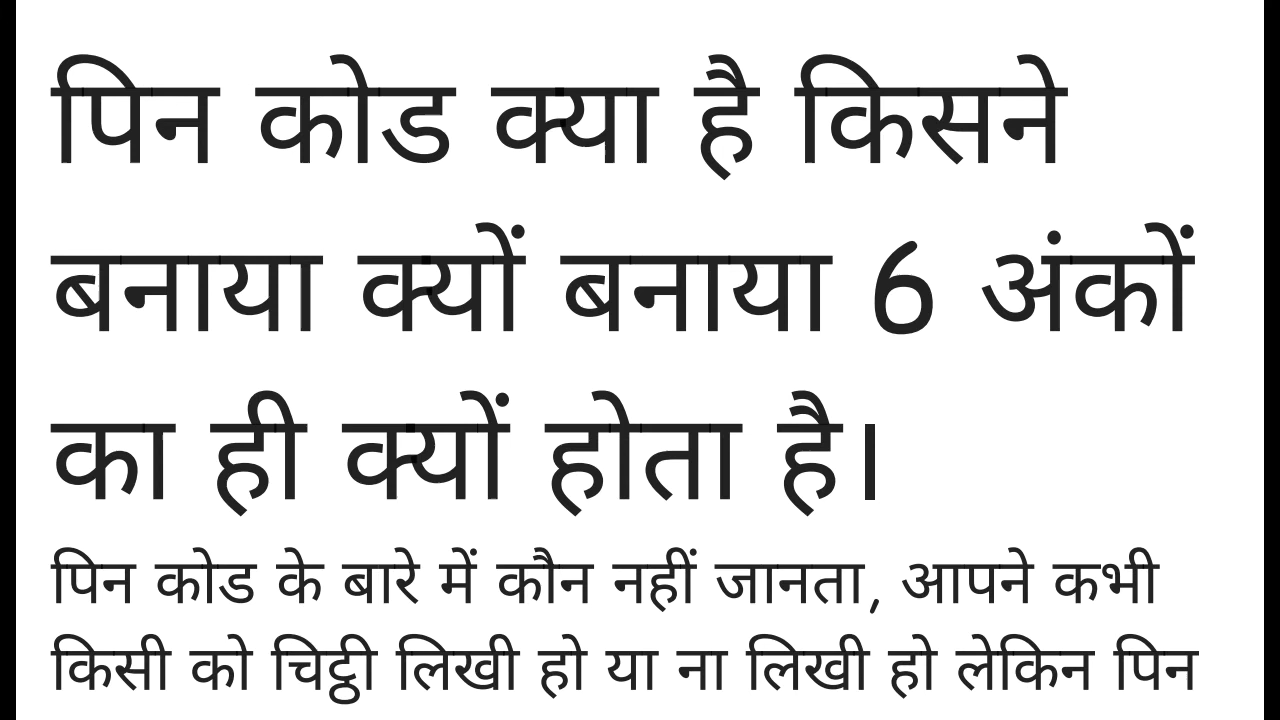 पिन कोड क्या है किसने
बनाया क्यों बनाया 6 अंकों
का ही क्यों होता है।
पिन कोड के बारे में कौन नहीं जानता, आपने कभी
किसी को चिट्ठी लिखी हो या ना लिखी हो लेकिन पिन